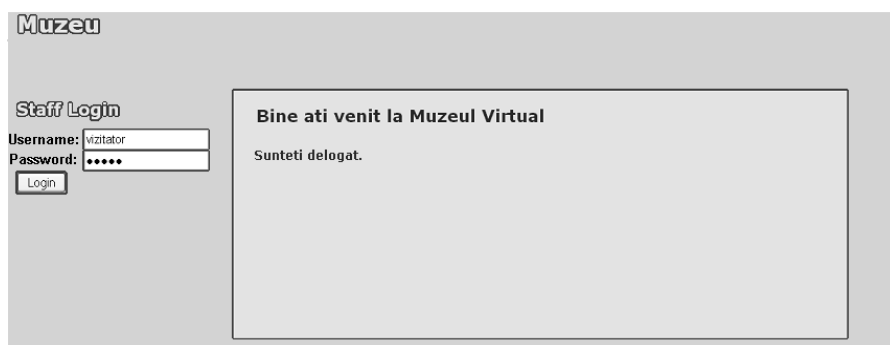 Muzeu
Staff Login
Username: vizitator
Password: •••••
Login
Bine ati venit la Muzeul Virtual
Sunteti delogat.